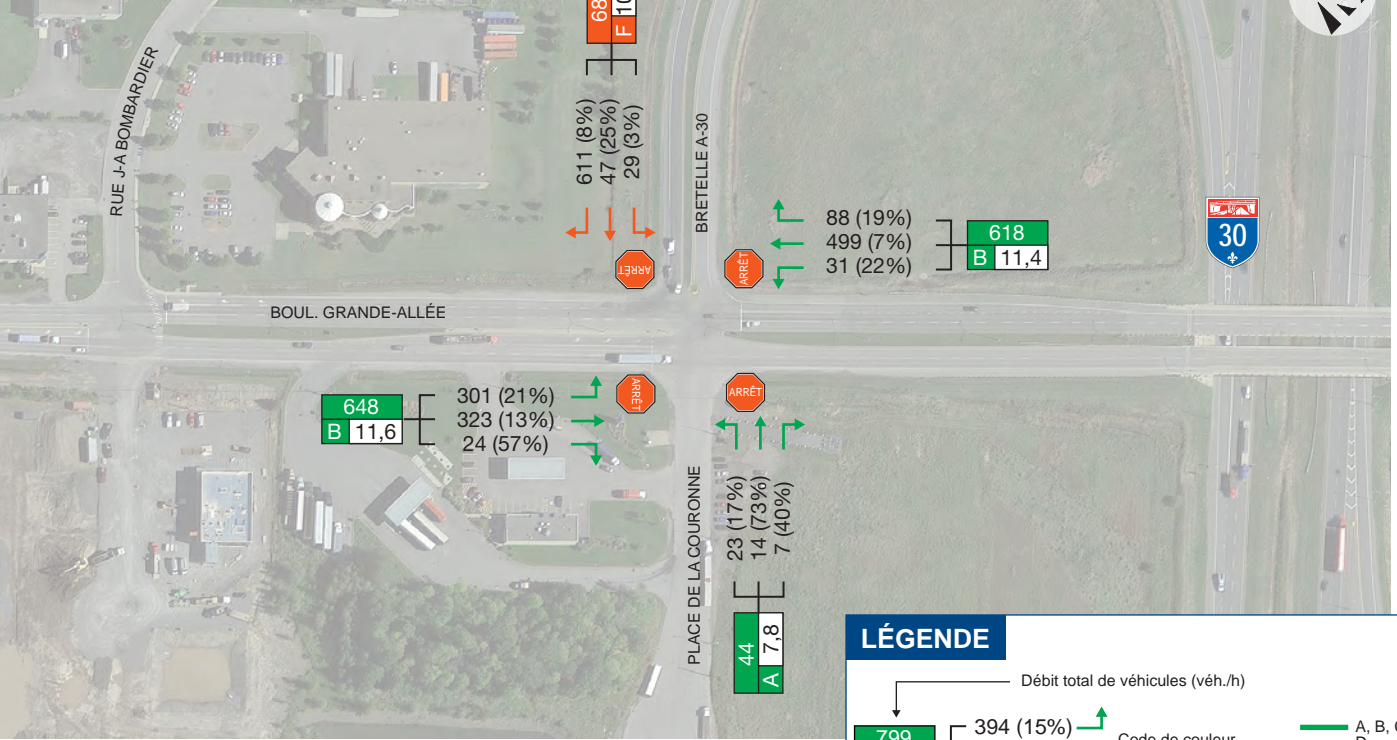 68
F 10
611 (8%)
47 (25%)
29 (3%)
RUE J-A BOMBARDIER
BRETELLE A-30
88 (19%)
499 (7%)
31 (22%)
618
B 11,4
30
ARRÊT
ARRÊT
BOUL. GRANDE-ALLÉE
648
B 11,6
301 (21%)
323 (13%)
24 (57%)
ARRÊT
ARRÊT
23 (17%)
14 (73%)
7 (40%)
44
A 7,8
PLACE DE LA COURONNE
LÉGENDE
Débit total de véhicules (véh./h)
799
394 (15%)
Code de couleur
A, B,